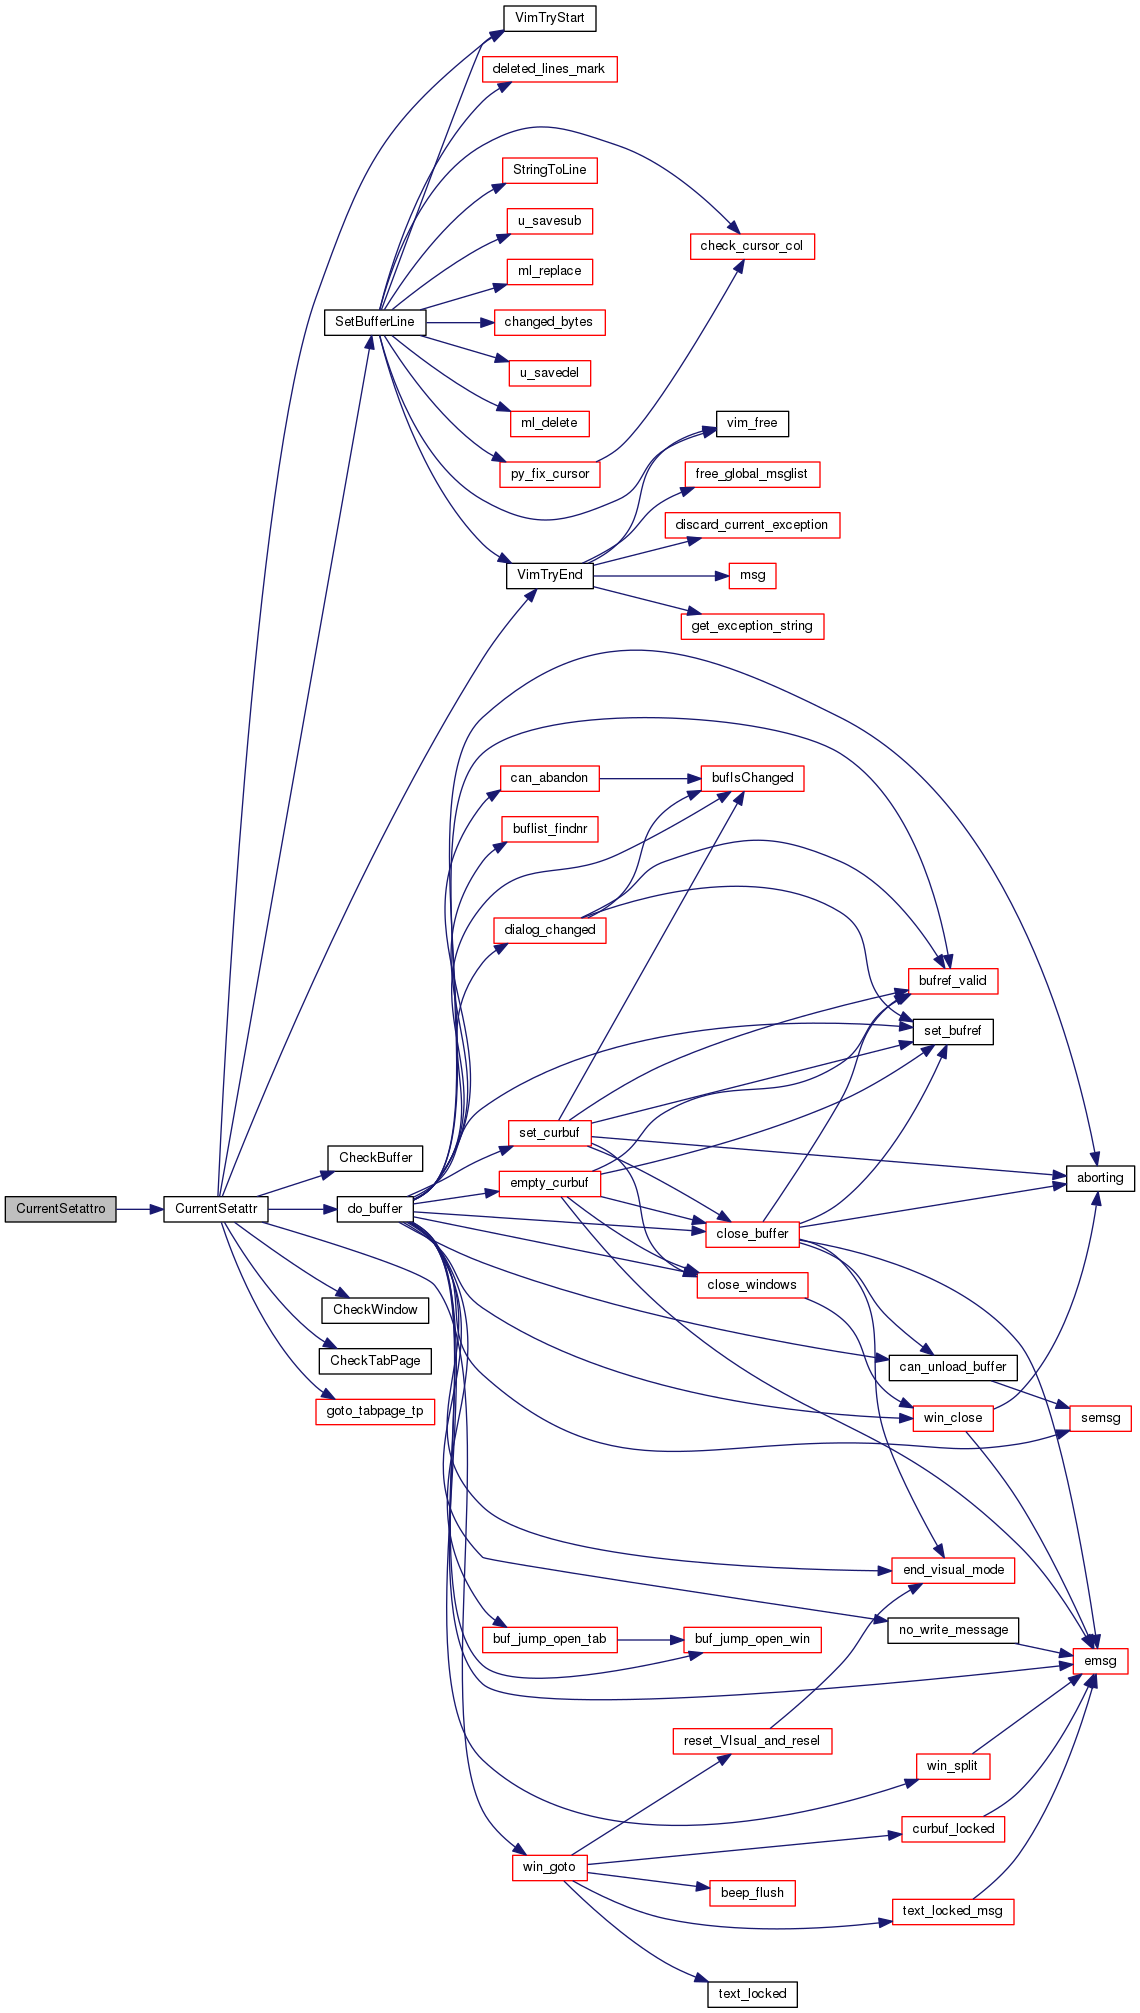 VimTryStart
deleted_lines_mark
StringToLine
u_savesub
check_cursor_col
ml_replace
SetBufferLine
changed_bytes
u_savedel
ml_delete
vim_free
py_fix_cursor
free_global_msglist
discard_current_exception
VimTryEnd
msg
get_exception_string
can_abandon
bufIsChanged
buflist_findnr
dialog_changed
bufref_valid
set_bufref
set_curbuf
CheckBuffer
empty_curbuf
aborting
CurrentSetattro
CurrentSetattr
do_buffer
close_buffer
close_windows
CheckWindow
CheckTabPage
can_unload_buffer
goto_tabpage_tp
win_close
semsg
end_visual_mode
no_write_message
buf_jump_open_tab
buf_jump_open_win
emsg
reset_VIsual_and_resel
win_split
curbuf_locked
win_goto
beep_flush
text_locked_msg
text_locked